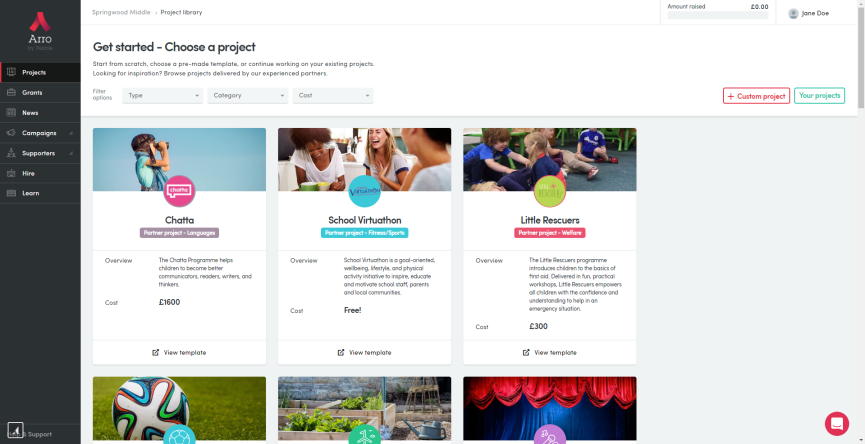 Springwood Middle › Project library
Amount raised £0.00
Jane Doe
Arro
Projects
Grants
News
Campaigns
Supporters
Hire
Learn
Support
Get started - Choose a project
Start from scratch, choose a pre-made template, or continue working on your existing projects.
Looking for inspiration? Browse projects delivered by our experienced partners.
Filter
options
Type
Category
Cost
+ Custom project
Your projects
chatta
Chatta
Partner project - Languages
Overview
The Chatta Programme helps
children to become better
communicators, readers, writers, and
thinkers.
Cost
£1600
View template
VIRTUATHON
School Virtuathon
Partner project - Fitness/Sports
Overview
School Virtuathon is a goal-oriented,
wellbeing, lifestyle, and physical
activity initiative to inspire, educate
and motivate school staff, parents
and local communities.
Cost
Free!
View template
Little Rescuers
Partner project - Welfare
Overview
The Little Rescuers programme
introduces children to the basics of
first aid. Delivered in fun, practical
workshops, Little Rescuers empowers
all children with the confidence and
understanding to help in an
emergency situation.
Cost
£300
View template